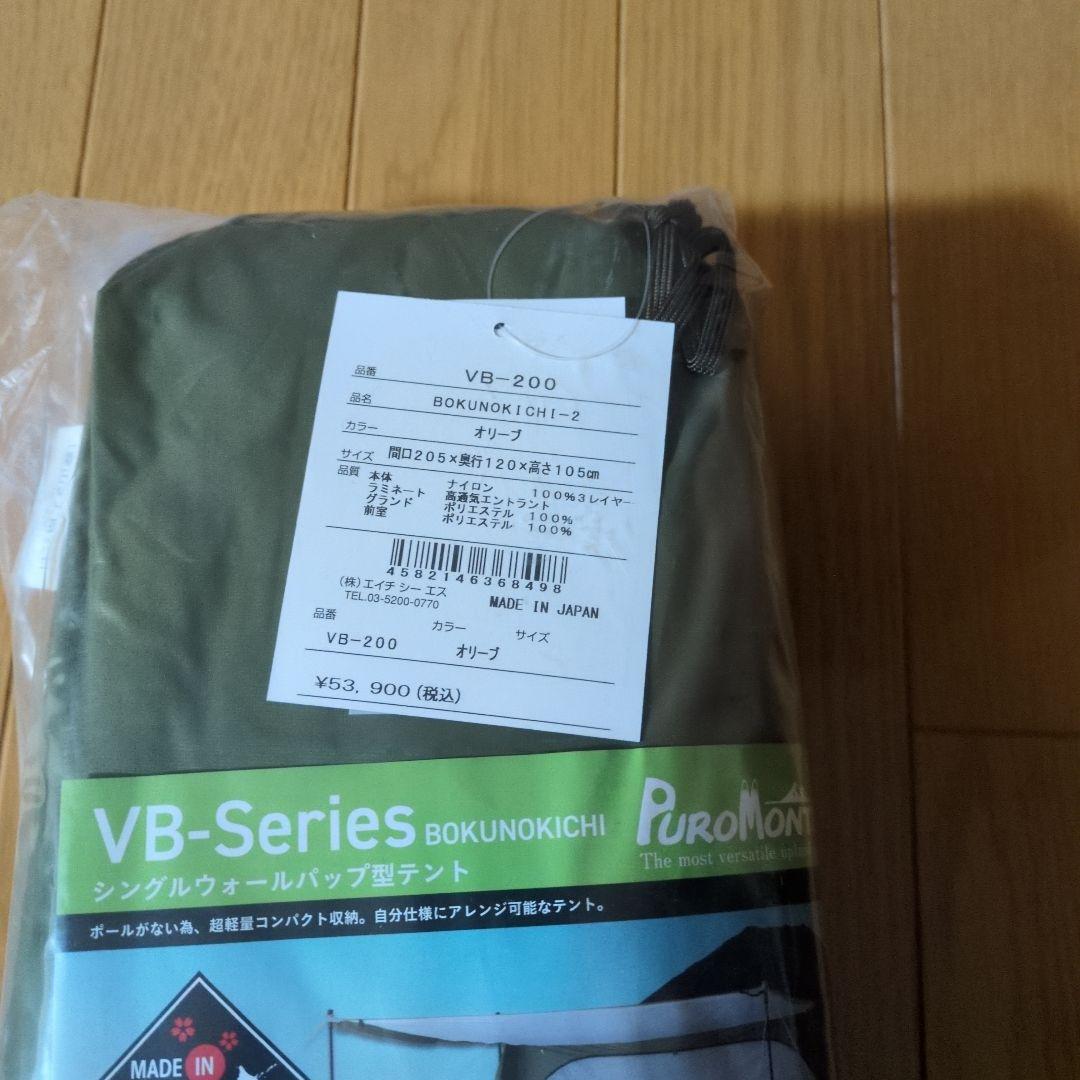 品番 VB-200
品名 BOKUNOKICHI-2
カラー オリーブ
サイズ 間口205×奥行120×高さ105㎝
品質 本体 ナイロン 100%3レイヤー
ラミネート 高通気エントラント
グランド ポリエステル 100%
前室 ポリエステル 100%
4582146368498
(株)エイチ シー エス
TEL.03-5200-0770 MADE IN JAPAN
品番 カラー サイズ
VB-200 オリーブ
¥53,900(税込)
VB-Series BOKUNOKICHI
シングルウォールパップ型テント
PUROMONT
The most versatile
ポールがない為、超軽量コンパクト収納。自分仕様にアレンジ可能なテント。
MADE IN